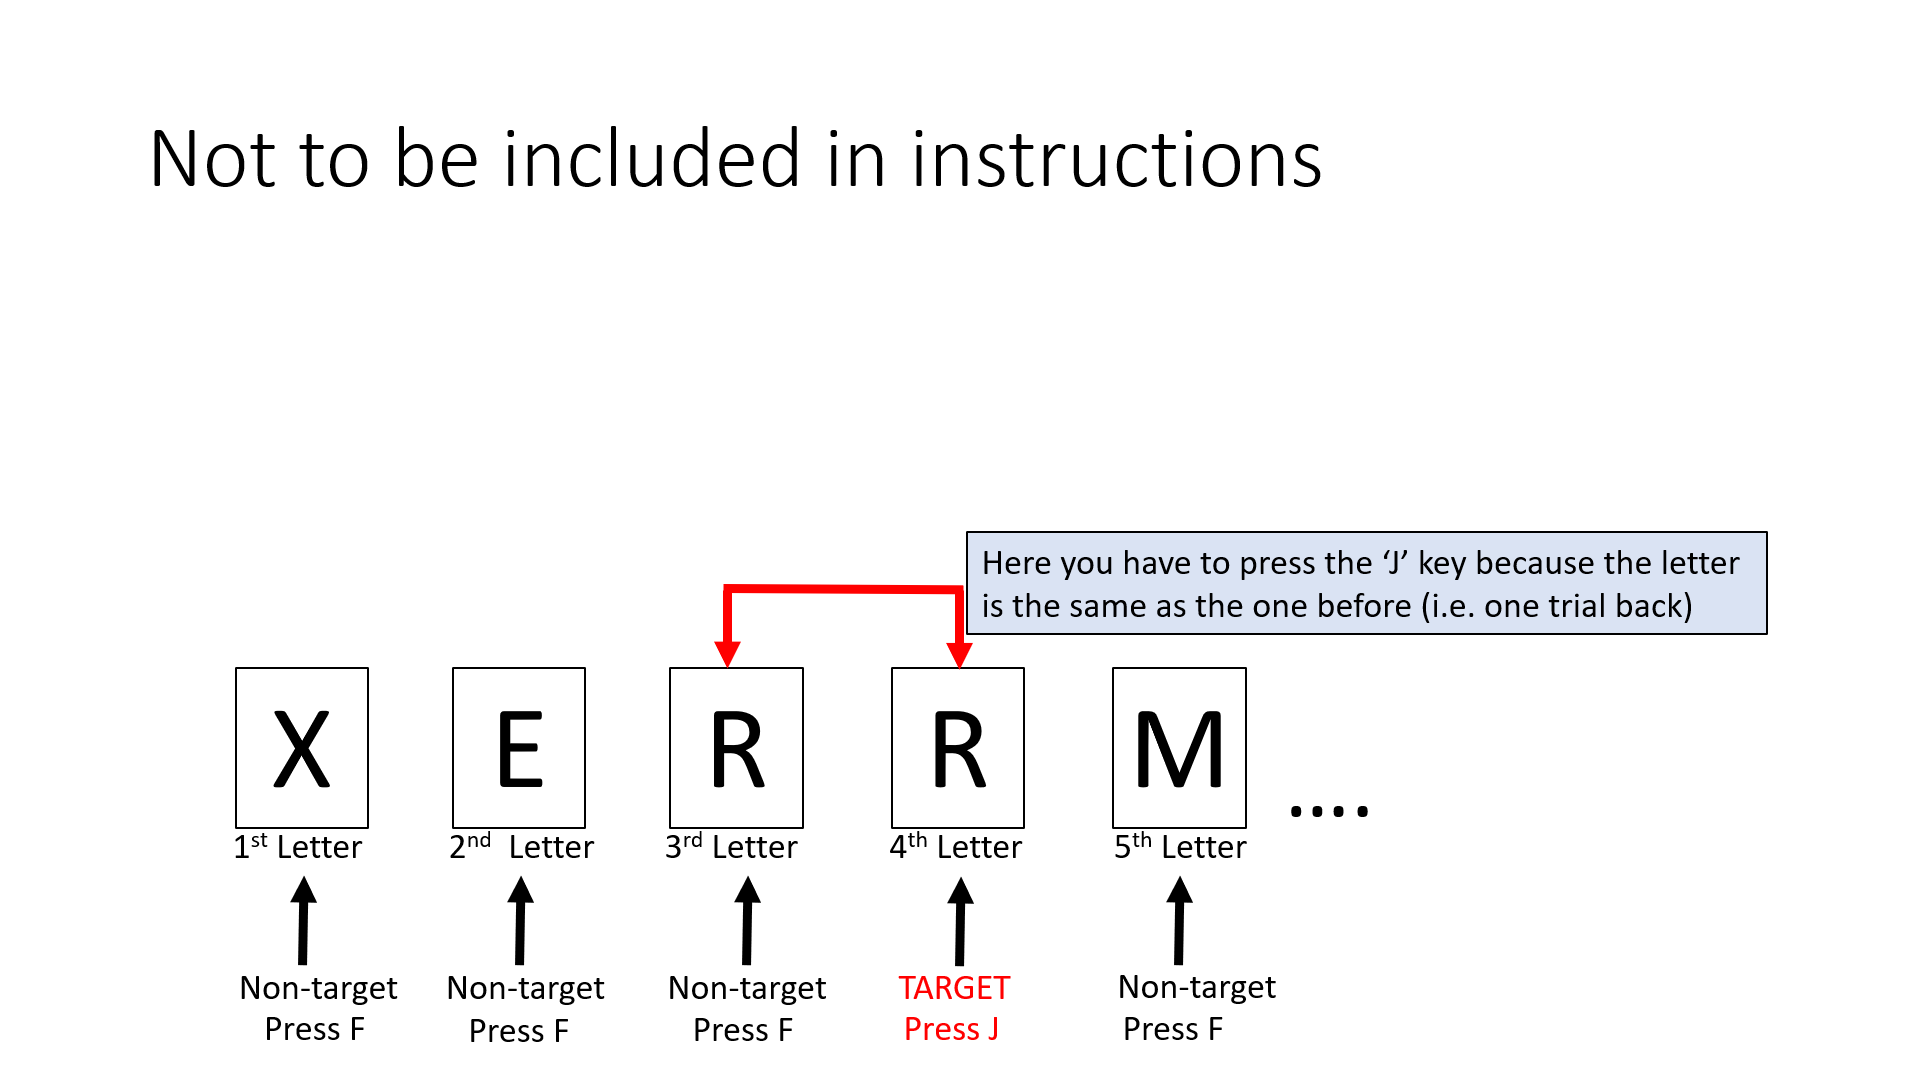 Not to be included in instructions
Here you have to press the ‘J’ key because the letter
is the same as the one before (i.e. one trial back)
X E R R M ....
1st Letter 2nd Letter 3rd Letter 4th Letter 5th Letter
Non-target Non-target Non-target TARGET Non-target
Press F Press F Press F Press J Press F